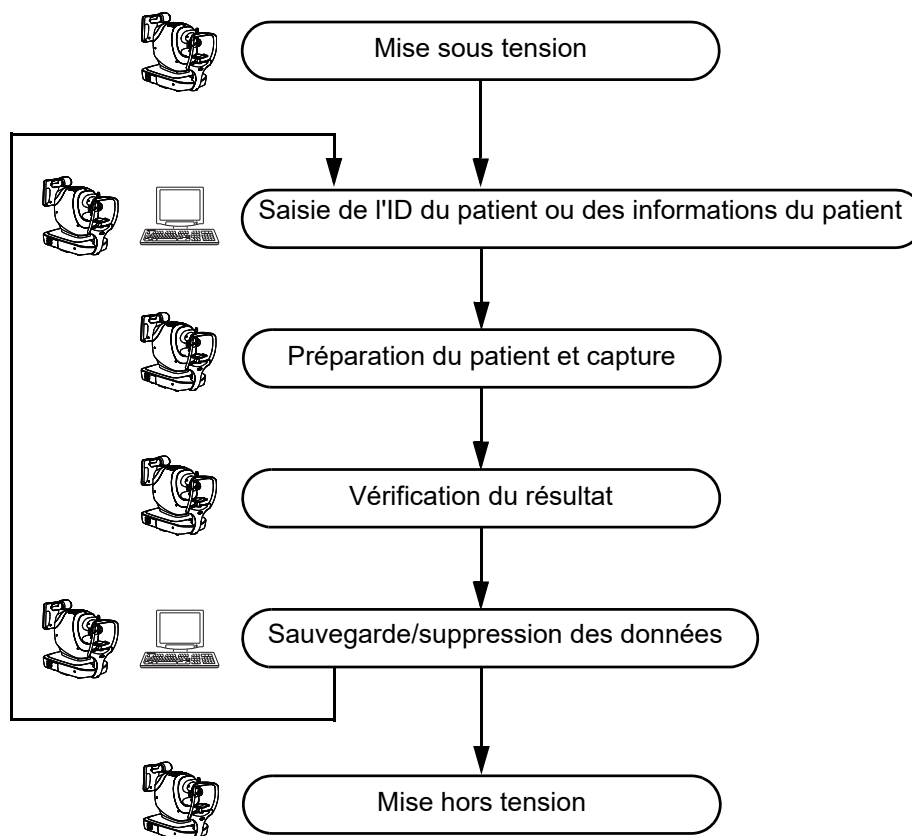 Mise sous tension
Saisie de l'ID du patient ou des informations du patient
Préparation du patient et capture
Vérification du résultat
Sauvegarde/suppression des données
Mise hors tension